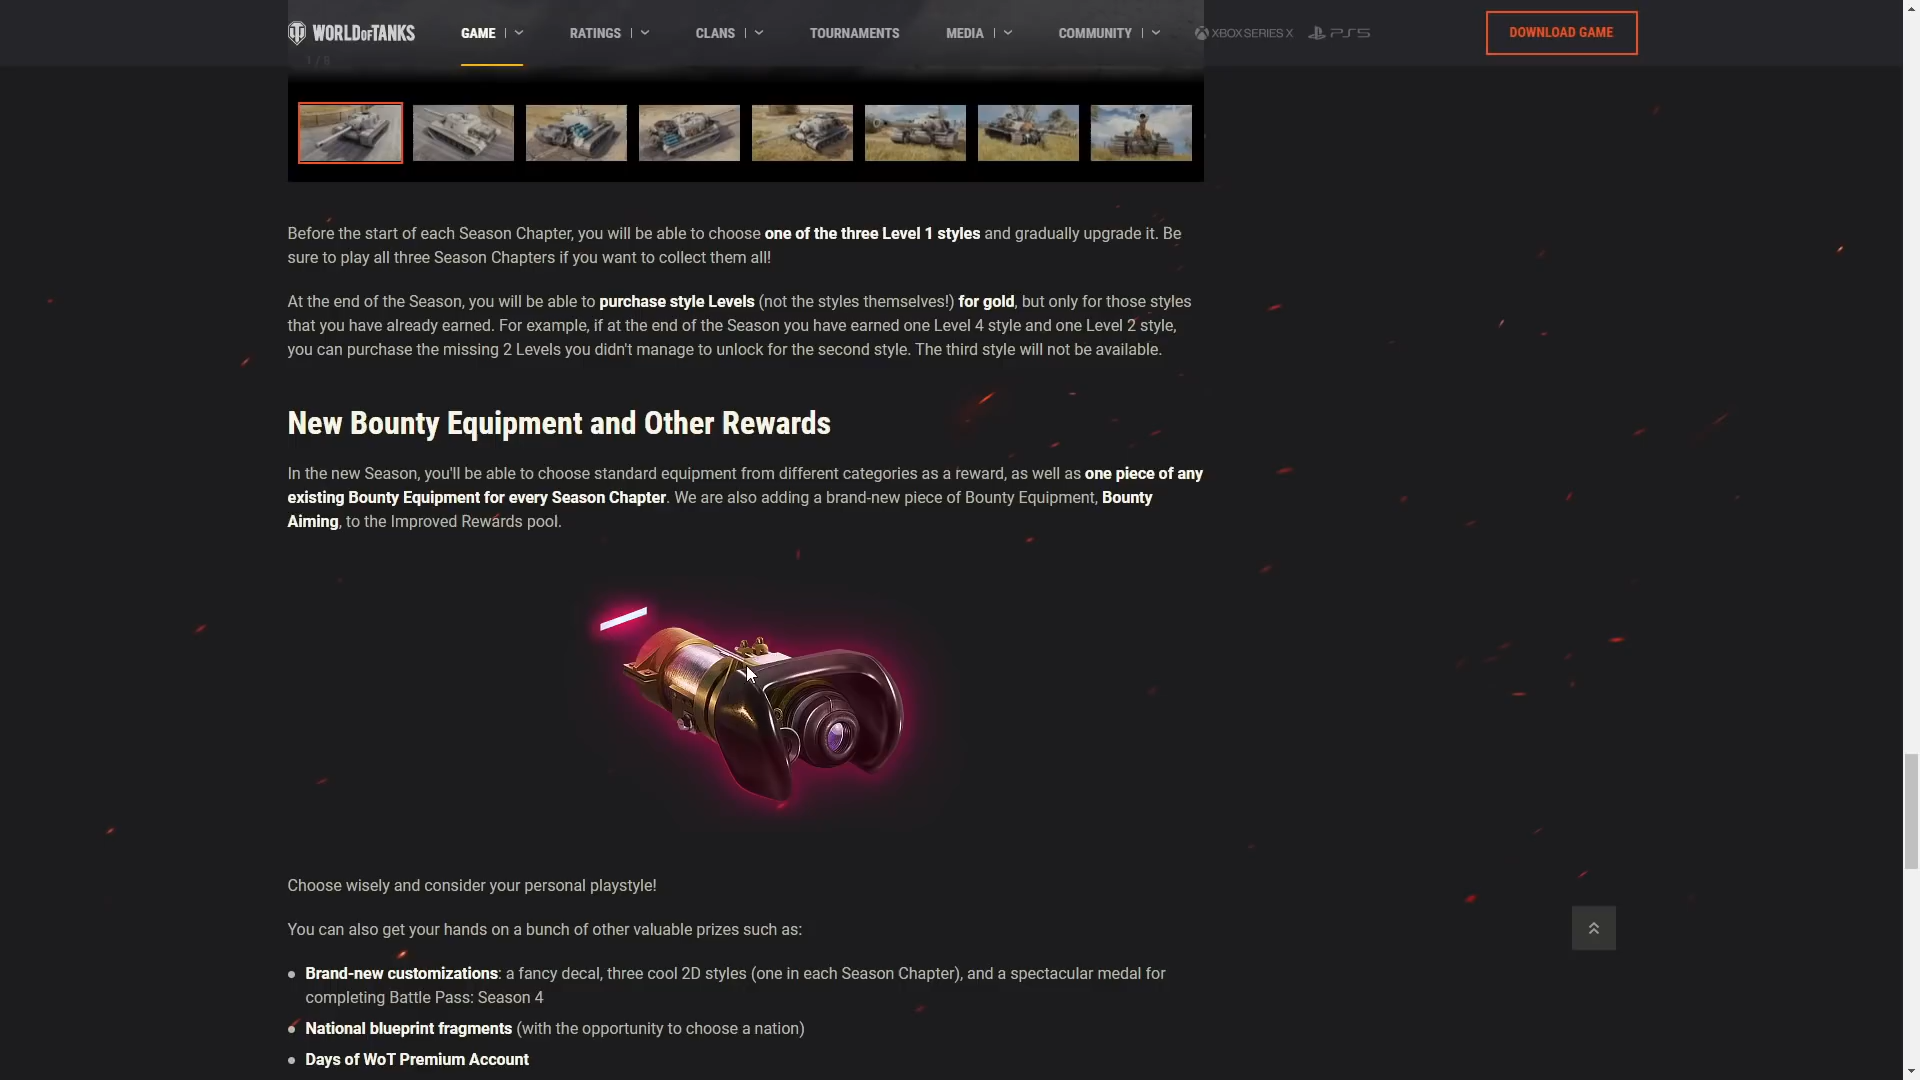 WORLD OF TANKS
GAME
RATINGS
CLANS
TOURNAMENTS
MEDIA
COMMUNITY
XBOX SERIES X
PS5
DOWNLOAD GAME
1 / 8
Before the start of each Season Chapter, you will be able to choose one of the three Level 1 styles and gradually upgrade it. Be
sure to play all three Season Chapters if you want to collect them all!
At the end of the Season, you will be able to purchase style Levels (not the styles themselves!) for gold, but only for those styles
that you have already earned. For example, if at the end of the Season you have earned one Level 4 style and one Level 2 style,
you can purchase the missing 2 Levels you didn't manage to unlock for the second style. The third style will not be available.
New Bounty Equipment and Other Rewards
In the new Season, you'll be able to choose standard equipment from different categories as a reward, as well as one piece of any
existing Bounty Equipment for every Season Chapter. We are also adding a brand-new piece of Bounty Equipment, Bounty
Aiming, to the Improved Rewards pool.
Choose wisely and consider your personal playstyle!
You can also get your hands on a bunch of other valuable prizes such as:
Brand-new customizations: a fancy decal, three cool 2D styles (one in each Season Chapter), and a spectacular medal for
completing Battle Pass: Season 4
National blueprint fragments (with the opportunity to choose a nation)
Days of WoT Premium Account